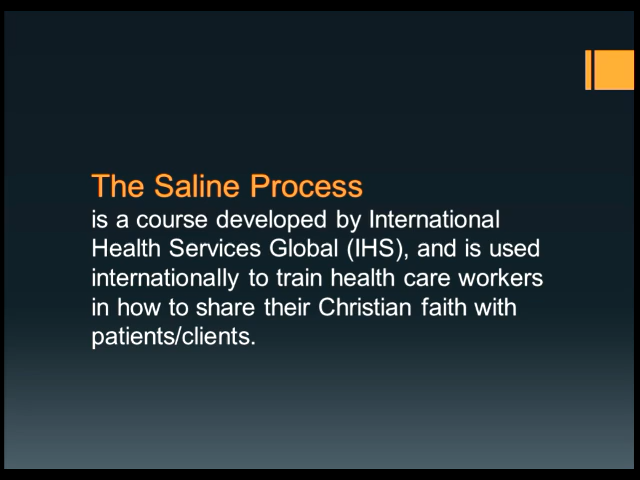 The Saline Process
is a course developed by International
Health Services Global (IHS), and is used
internationally to train health care workers
in how to share their Christian faith with
patients/clients.